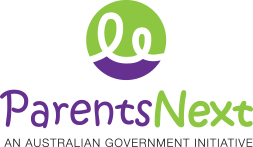 ParentsNext
AN AUSTRALIAN GOVERNMENT INITIATIVE